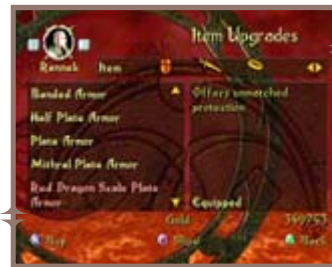 Item Upgrades
Rannek Item
Banded Armor
Half Plate Armor
Plate Armor
Mithral Plate Armor
Red Dragon Scale Plate
Armor
Offers unmatched
protection
Equipped
Gold
Buy
Back